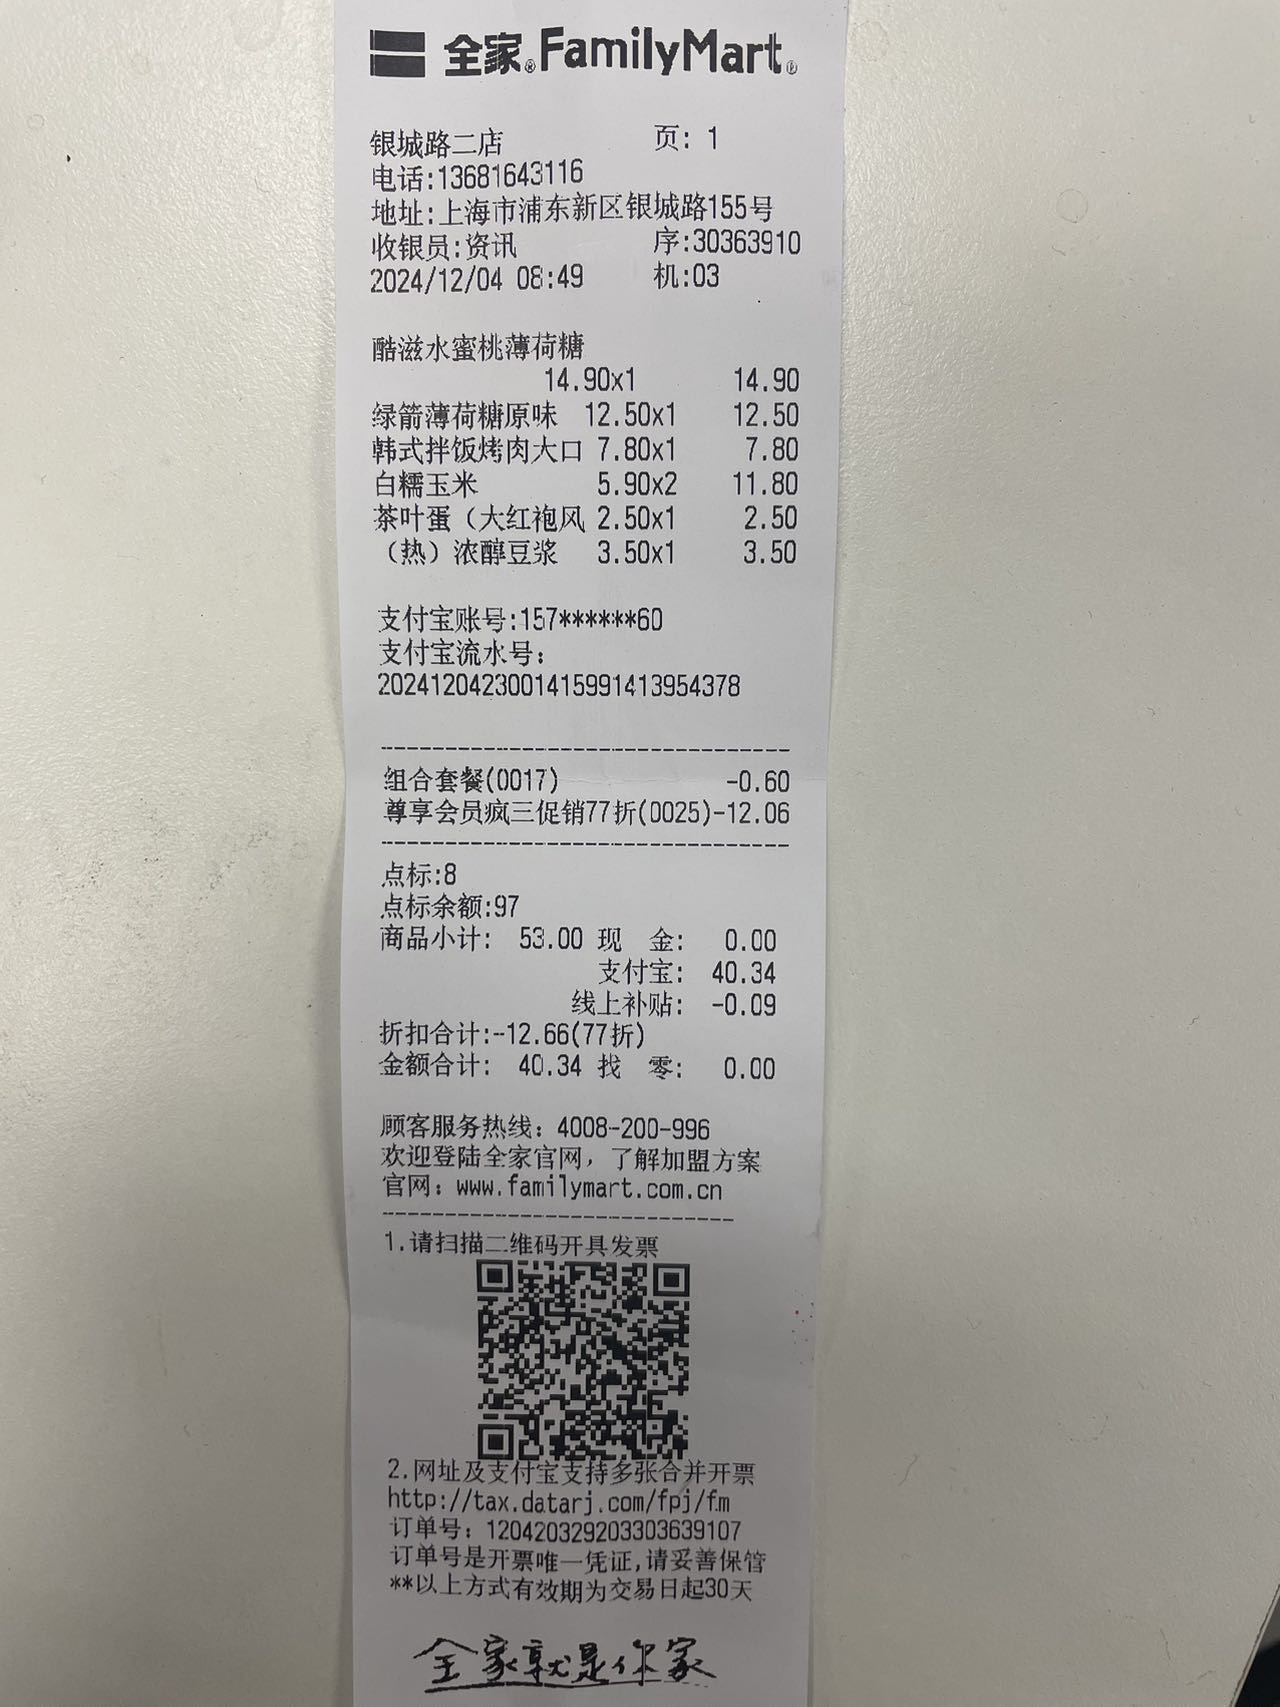 全家® FamilyMart®
银城路二店 页: 1
电话:13681643116
地址:上海市浦东新区银城路155号
收银员:资讯 序:30363910
2024/12/04 08:49 机:03
酷滋水蜜桃薄荷糖
14.90x1 14.90
绿箭薄荷糖原味 12.50x1 12.50
韩式拌饭烤肉大口 7.80x1 7.80
白糯玉米 5.90x2 11.80
茶叶蛋（大红袍风 2.50x1 2.50
（热）浓醇豆浆 3.50x1 3.50
支付宝账号:157******60
支付宝流水号:
2024120423001415991413954378
--------------------------------
组合套餐(0017) -0.60
尊享会员疯三促销77折(0025)-12.06
--------------------------------
点标:8
点标余额:97
商品小计: 53.00 现 金: 0.00
支付宝: 40.34
线上补贴: -0.09
折扣合计:-12.66(77折)
金额合计: 40.34 找 零: 0.00
顾客服务热线: 4008-200-996
欢迎登陆全家官网, 了解加盟方案
官网: www.familymart.com.cn
----------------------------
1.请扫描二维码开具发票
2.网址及支付宝支持多张合并开票
http://tax.datarj.com/fpj/fm
订单号: 120420329203303639107
订单号是开票唯一凭证,请妥善保管
**以上方式有效期为交易日起30天
全家就是你家